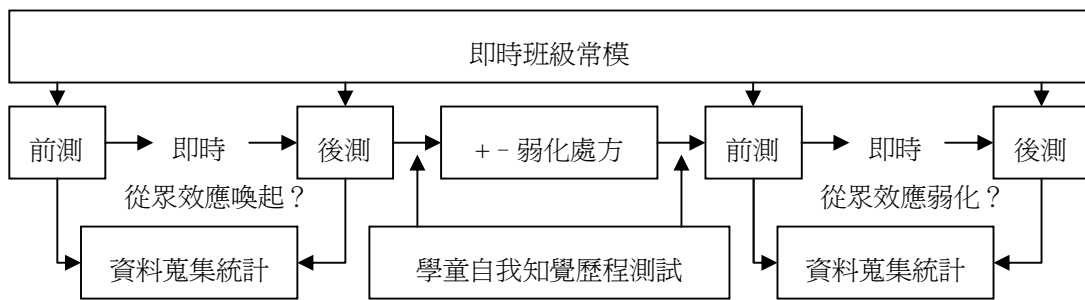 即時班級常模
前測
即時
後測
+－弱化處方
前測
即時
後測
從眾效應喚起？
從眾效應弱化？
資料蒐集統計
學童自我知覺歷程測試
資料蒐集統計